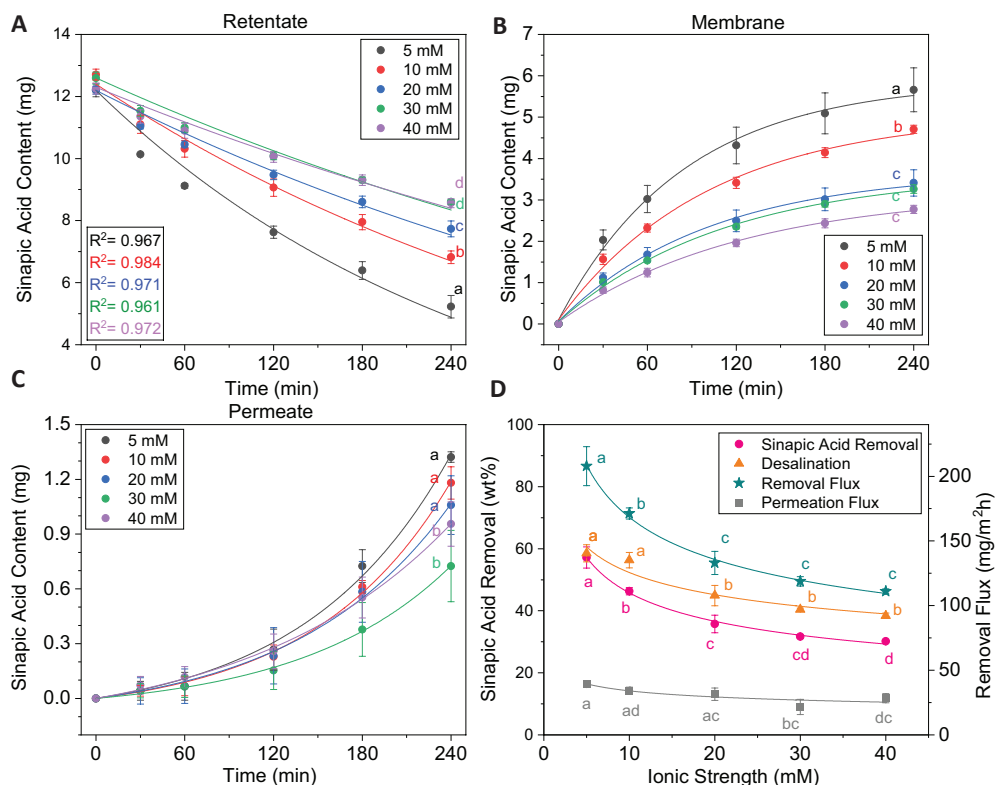 A
Retentate
Sinapic Acid Content (mg)
14
12
10
8
6
4
5 mM
10 mM
20 mM
30 mM
40 mM
d
d
c
b
a
R²= 0.967
R²= 0.984
R²= 0.971
R²= 0.961
R²= 0.972
0
60
120
180
240
Time (min)
B
Membrane
Sinapic Acid Content (mg)
7
6
5
4
3
2
1
0
a
b
c
c
c
5 mM
10 mM
20 mM
30 mM
40 mM
0
60
120
180
240
Time (min)
C
Permeate
Sinapic Acid Content (mg)
1.5
1.2
0.9
0.6
0.3
0.0
5 mM
10 mM
20 mM
30 mM
40 mM
a
a
a
b
b
0
60
120
180
240
Time (min)
D
Sinapic Acid Removal (wt%)
100
80
60
40
20
0
Sinapic Acid Removal
Desalination
Removal Flux
Permeation Flux
a
b
c
c
c
a
a
b
b
b
a
b
c
cd
d
a
ad
ac
bc
dc
200
150
100
50
0
Removal Flux (mg/m²h)
0
10
20
30
40
Ionic Strength (mM)